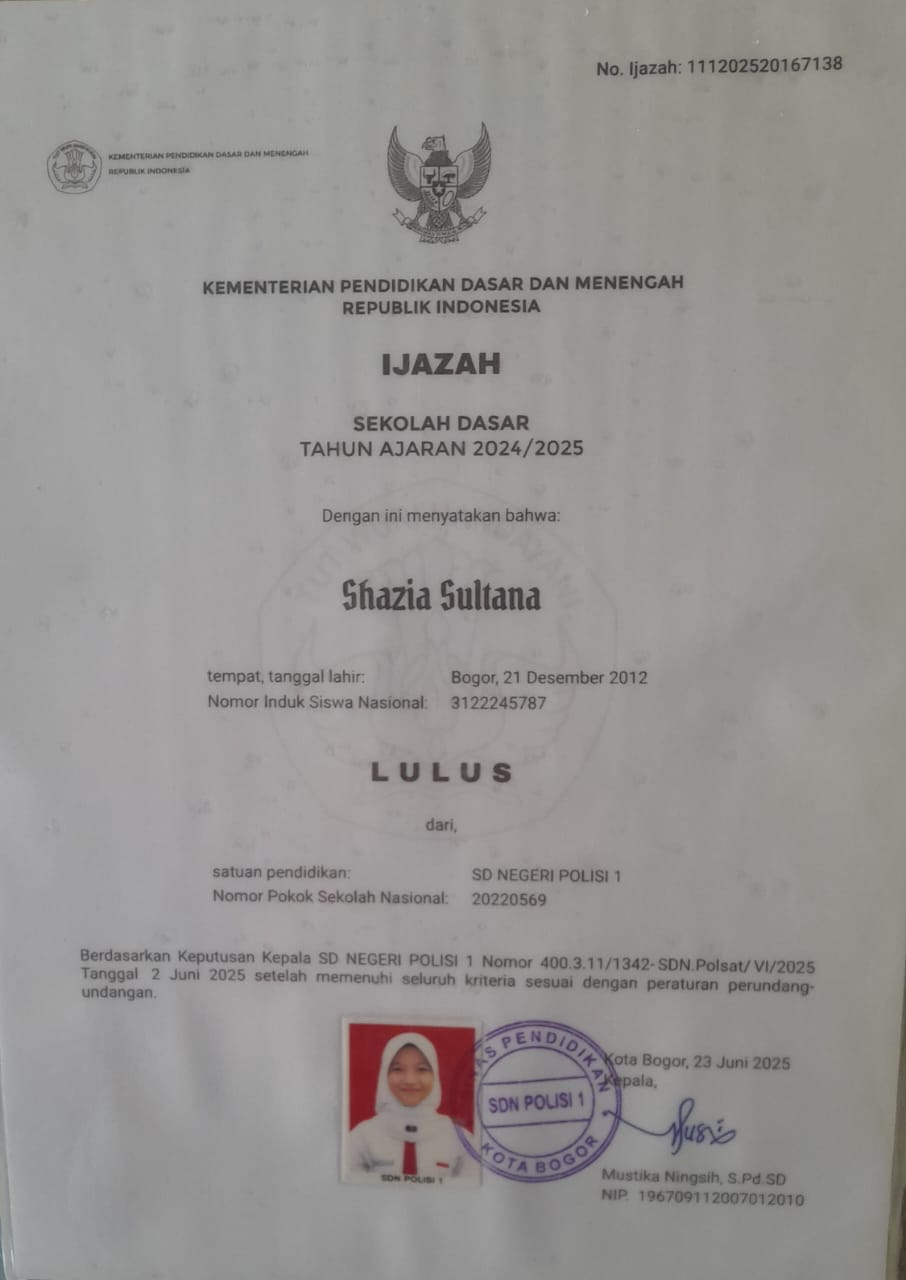 No. Ijazah: 111202520167138
KEMENTERIAN PENDIDIKAN DASAR DAN MENENGAH
REPUBLIK INDONESIA
KEMENTERIAN PENDIDIKAN DASAR DAN MENENGAH
REPUBLIK INDONESIA
IJAZAH
SEKOLAH DASAR
TAHUN AJARAN 2024/2025
Dengan ini menyatakan bahwa:
Shazia Sultana
tempat, tanggal lahir: Bogor, 21 Desember 2012
Nomor Induk Siswa Nasional: 3122245787
LULUS
dari,
satuan pendidikan: SD NEGERI POLISI 1
Nomor Pokok Sekolah Nasional: 20220569
Berdasarkan Keputusan Kepala SD NEGERI POLISI 1 Nomor 400.3.11/1342-SDN.Polsat/VI/2025
Tanggal 2 Juni 2025 setelah memenuhi seluruh kriteria sesuai dengan peraturan perundang-
undangan.
SDN POLISI 1
PENDIDIKAN
SDN POLISI 1
KOTA BOGOR
Kota Bogor, 23 Juni 2025
Kepala,
Mustika Ningsih, S.Pd.SD
NIP. 196709112007012010